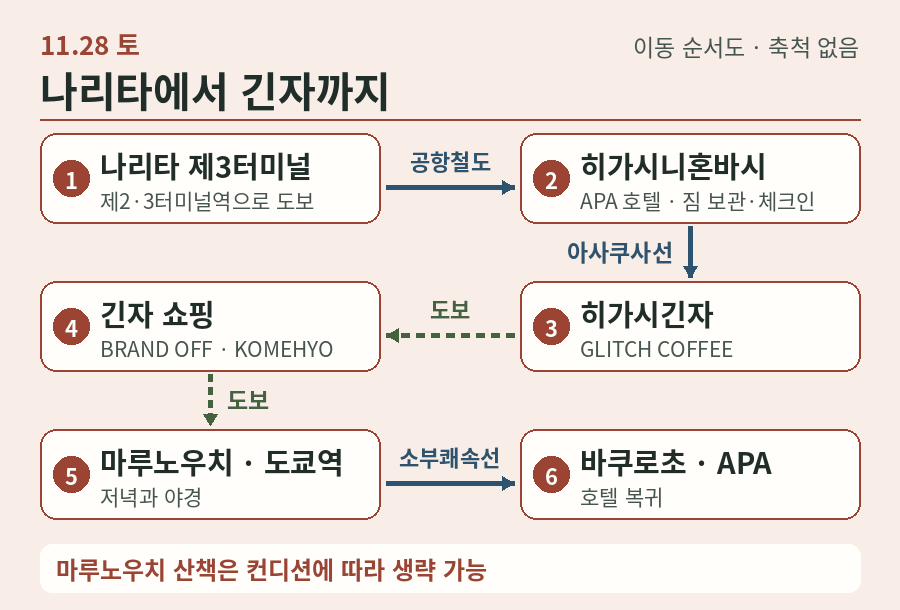 11.28 토
이동 순서도 · 축척 없음
나리타에서 긴자까지
1 나리타 제3터미널
제2·3터미널역으로 도보
공항철도
2 히가시니혼바시
APA 호텔 · 짐 보관·체크인
아사쿠사선
3 히가시긴자
GLITCH COFFEE
도보
4 긴자 쇼핑
BRAND OFF · KOMEHYO
도보
5 마루노우치 · 도쿄역
저녁과 야경
소부쾌속선
6 바쿠로초 · APA
호텔 복귀
마루노우치 산책은 컨디션에 따라 생략 가능